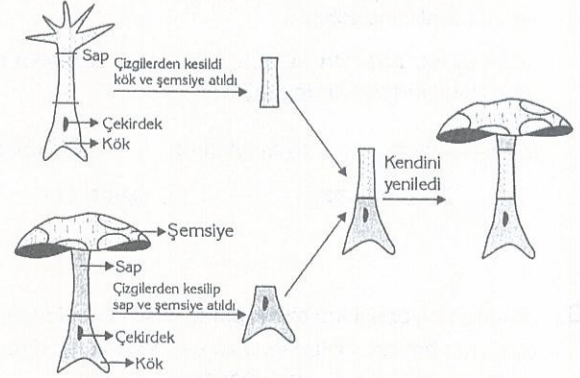 Sap
Çizgilerden kesildi
kök ve şemsiye atıldı
Çekirdek
Kök
Kendini
yeniledi
Şemsiye
Sap
Çizgilerden kesilip
sap ve şemsiye atıldı
Çekirdek
Kök